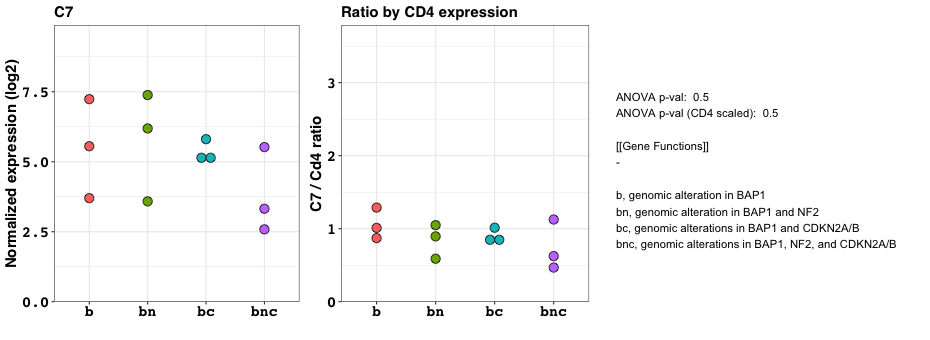 C7
Normalized expression (log2)
7.5
5.0
2.5
0.0
b bn bc bnc
Ratio by CD4 expression
C7 / Cd4 ratio
3
2
1
0
b bn bc bnc
ANOVA p-val: 0.5
ANOVA p-val (CD4 scaled): 0.5
[[Gene Functions]]
-
b, genomic alteration in BAP1
bn, genomic alteration in BAP1 and NF2
bc, genomic alterations in BAP1 and CDKN2A/B
bnc, genomic alterations in BAP1, NF2, and CDKN2A/B